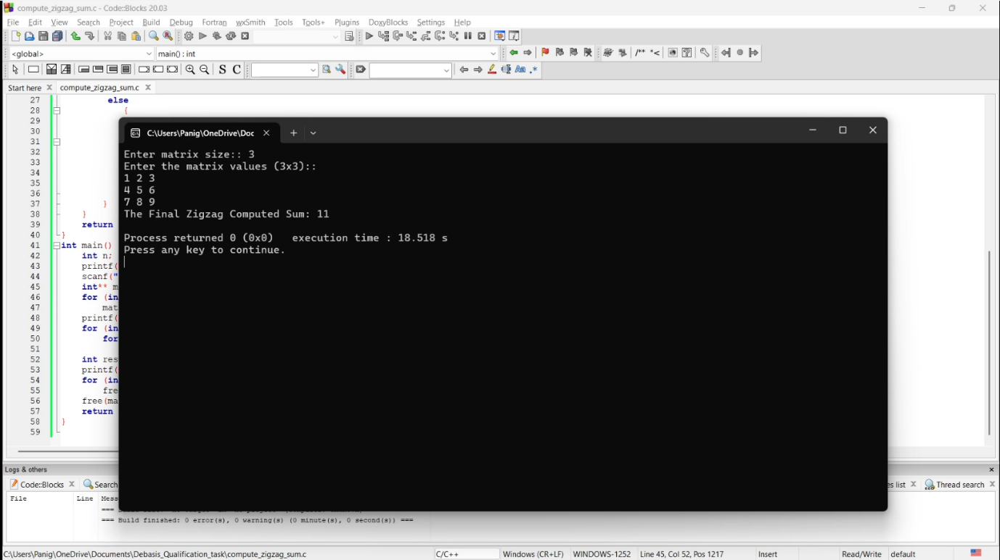 compute_zigzag_sum.c - Code::Blocks 20.03
File Edit View Search Project Build Debug Fortran wxSmith Tools Tools+ Plugins DoxyBlocks Settings Help
<global> main() : int
/** *<
S C Aa .*
Start here X compute_zigzag_sum.c X
27 else
28 {
29
30
31
32
33
34
35
36
37 }
38 }
39 return
40 }
41 int main()
42 int n;
43 printf(
44 scanf("
45 int** m
46 for (in
47 mat
48 printf(
49 for (in
50 for
51
52 int res
53 printf(
54 for (in
55 fre
56 free(ma
57 return
58 }
59
C:\Users\Panig\OneDrive\Doc
Enter matrix size:: 3
Enter the matrix values (3x3)::
1 2 3
4 5 6
7 8 9
The Final Zigzag Computed Sum: 11
Process returned 0 (0x0) execution time : 18.518 s
Press any key to continue.
Logs & others
Code::Blocks X Search es list X Thread search X
File Line Mess
=== Build finished: 0 error(s), 0 warning(s) (0 minute(s), 0 second(s)) ===
C:\Users\Panig\OneDrive\Documents\Debasis_Qualification_task\compute_zigzag_sum.c C/C++ Windows (CR+LF) WINDOWS-1252 Line 45, Col 52, Pos 1217 Insert Read/Write default